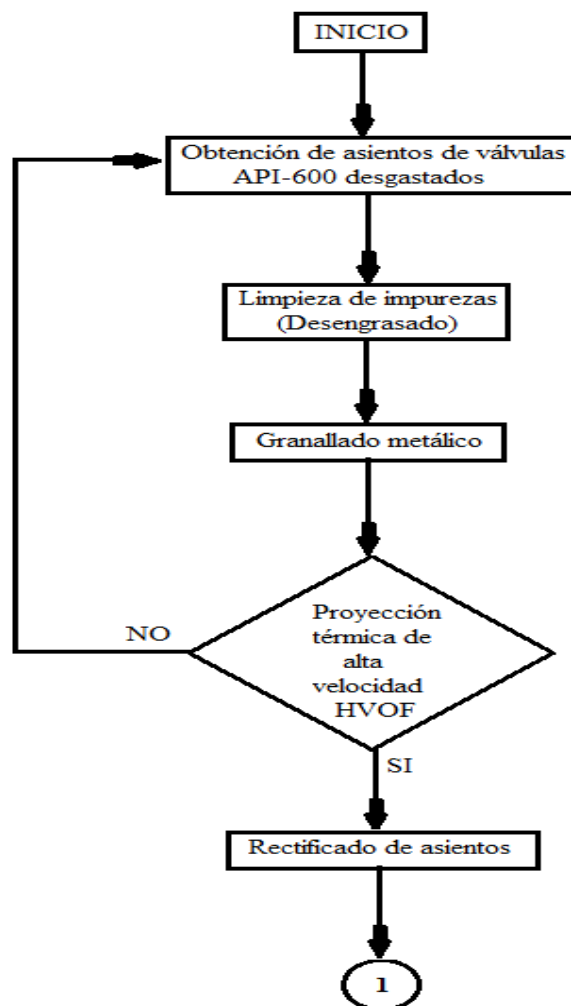 INICIO
Obtención de asientos de válvulas
API-600 desgastados
Limpieza de impurezas
(Desengrasado)
Granallado metálico
Proyección
térmica de
alta
velocidad
HVOF
NO
SI
Rectificado de asientos
1